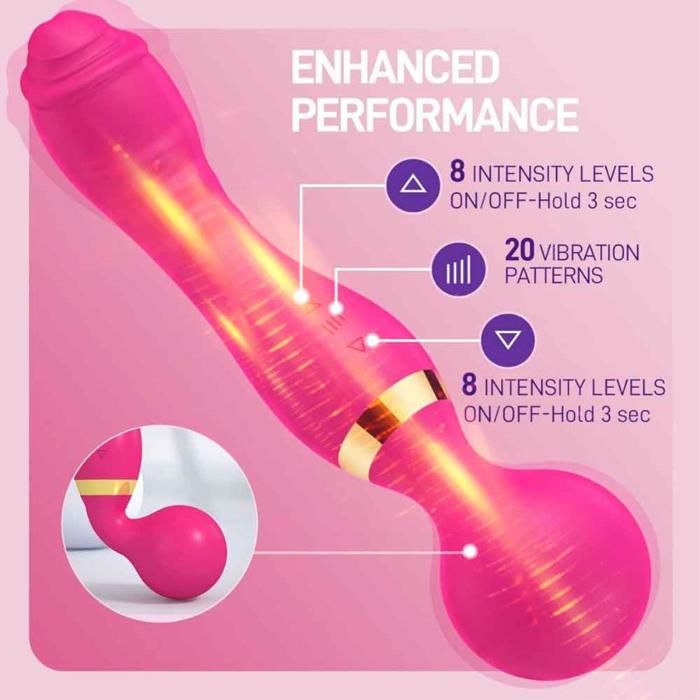 ENHANCED
PERFORMANCE
8 INTENSITY LEVELS
ON/OFF-Hold 3 sec
20 VIBRATION
PATTERNS
8 INTENSITY LEVELS
ON/OFF-Hold 3 sec